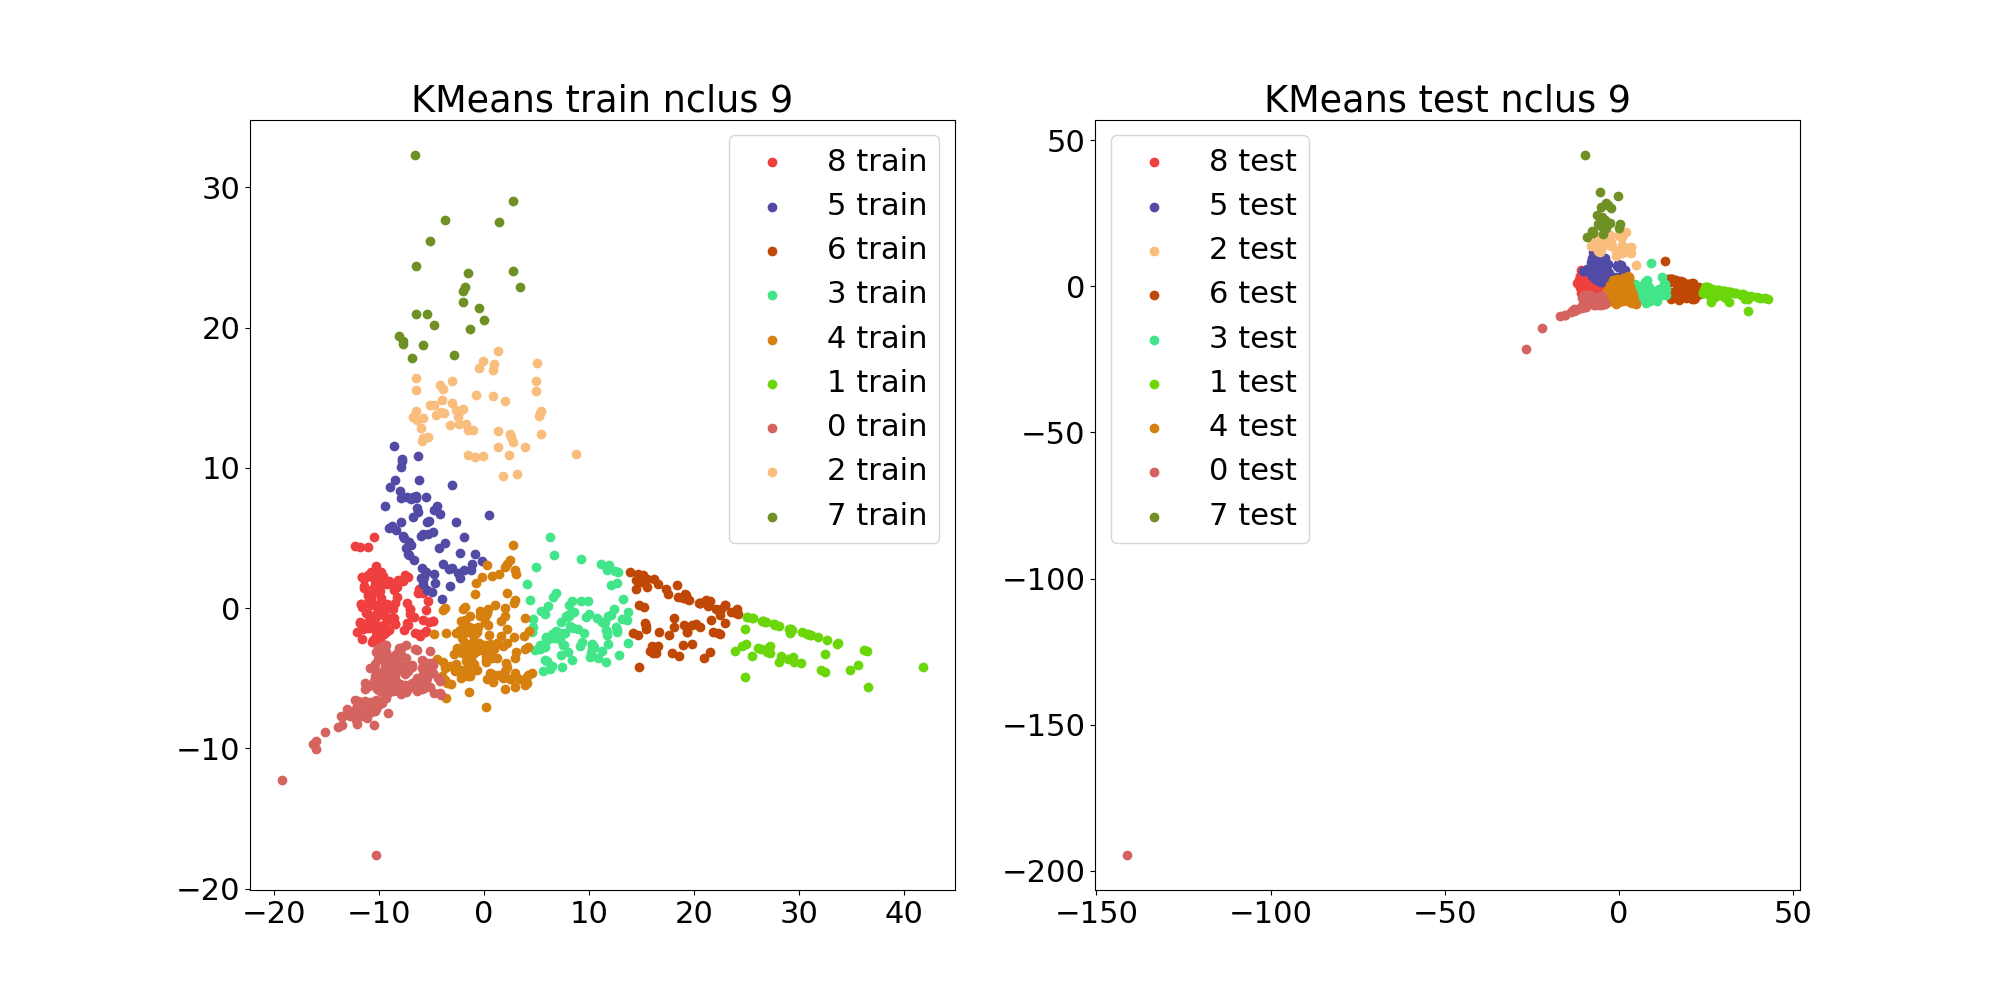 KMeans train nclus 9
30
20
10
0
−10
−20
−20 −10 0 10 20 30 40
8 train
5 train
6 train
3 train
4 train
1 train
0 train
2 train
7 train
KMeans test nclus 9
50
0
−50
−100
−150
−200
−150 −100 −50 0 50
8 test
5 test
2 test
6 test
3 test
1 test
4 test
0 test
7 test